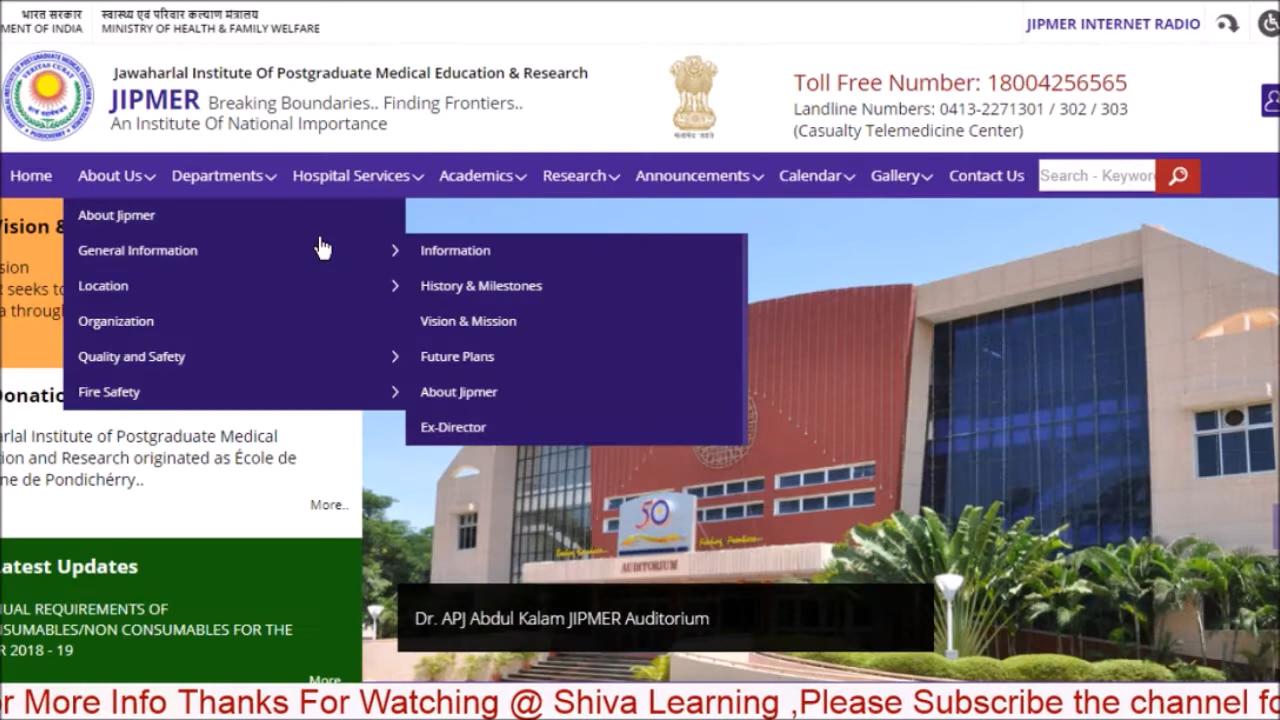 भारत सरकार
MENT OF INDIA
स्वास्थ्य एवं परिवार कल्याण मंत्रालय
MINISTRY OF HEALTH & FAMILY WELFARE
JIPMER INTERNET RADIO
Jawaharlal Institute Of Postgraduate Medical Education & Research
JIPMER Breaking Boundaries.. Finding Frontiers..
An Institute Of National Importance
Toll Free Number: 18004256565
Landline Numbers: 0413-2271301 / 302 / 303
(Casualty Telemedicine Center)
Home About Us Departments Hospital Services Academics Research Announcements Calendar Gallery Contact Us Search - Keywor
About Jipmer
General Information
Location
Organization
Quality and Safety
Fire Safety
Information
History & Milestones
Vision & Mission
Future Plans
About Jipmer
Ex-Director
ision &
sion
seeks to
a through
Donatio
arlal Institute of Postgraduate Medical
ion and Research originated as École de
ne de Pondichérry..
More..
atest Updates
UAL REQUIREMENTS OF
SUMABLES/NON CONSUMABLES FOR THE
R 2018 - 19
More
50
AUDITORIUM
Dr. APJ Abdul Kalam JIPMER Auditorium
or More Info Thanks For Watching @ Shiva Learning ,Please Subscribe the channel fo